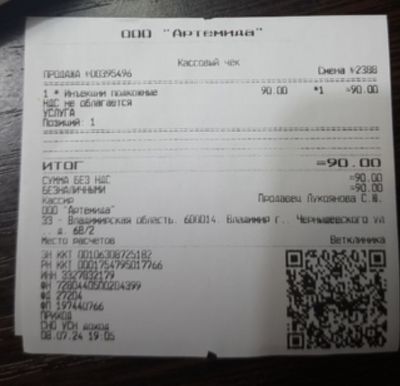 ООО "Артемида"
Кассовый чек
ПРОДАЖА №00395496 Смена №2388
1 * Инъекции подкожные 90.00 *1 =90.00
НДС не облагается
УСЛУГА
Позиций: 1
ИТОГ =90.00
СУММА БЕЗ НДС =90.00
БЕЗНАЛИЧНЫМИ =90.00
Кассир Продавец Лукоянова С.Ю.
ООО "Артемида"
33 - Владимирская область, 600014, Владимир г., Чернышевского ул
., д. 6В/2
Место расчетов Ветклиника
ЗН ККТ 00106308725182
РН ККТ 0001754795017766
ИНН 3327832179
ФН 7280440500204399
ФД 27204
ФП 197440766
ПРИХОД
СНО УСН доход
08.07.24 19:05